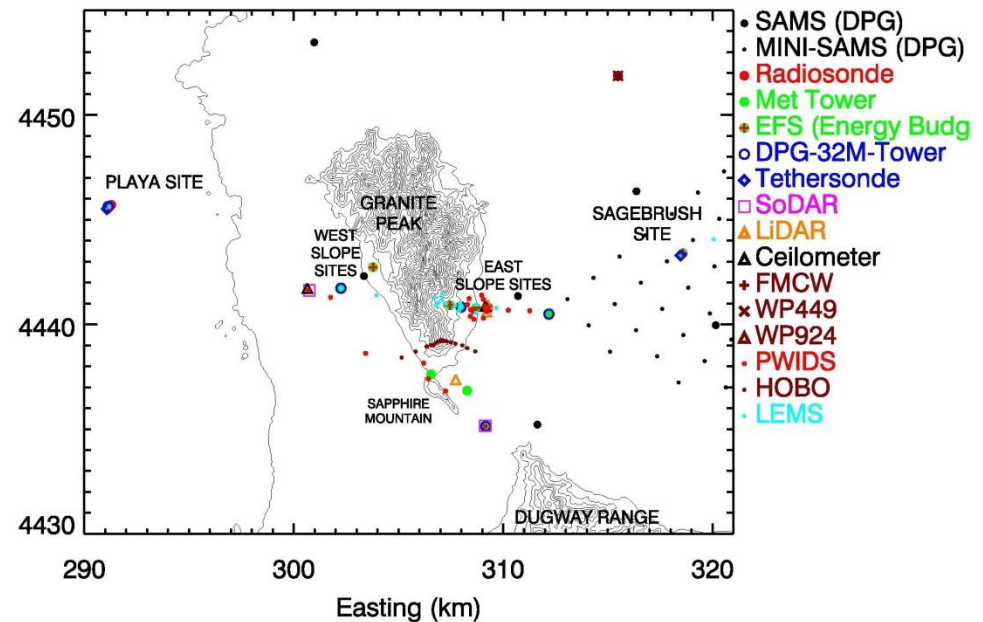 4450
4440
4430
290
300
310
320
Easting (km)
PLAYA SITE
GRANITE
PEAK
WEST
SLOPE
SITES
EAST
SLOPE SITES
SAGEBRUSH
SITE
SAPPHIRE
MOUNTAIN
DUGWAY RANGE
SAMS (DPG)
MINI-SAMS (DPG)
Radiosonde
Met Tower
EFS (Energy Budg
DPG-32M-Tower
Tethersonde
SoDAR
LiDAR
Ceilometer
FMCW
WP449
WP924
PWIDS
HOBO
LEMS